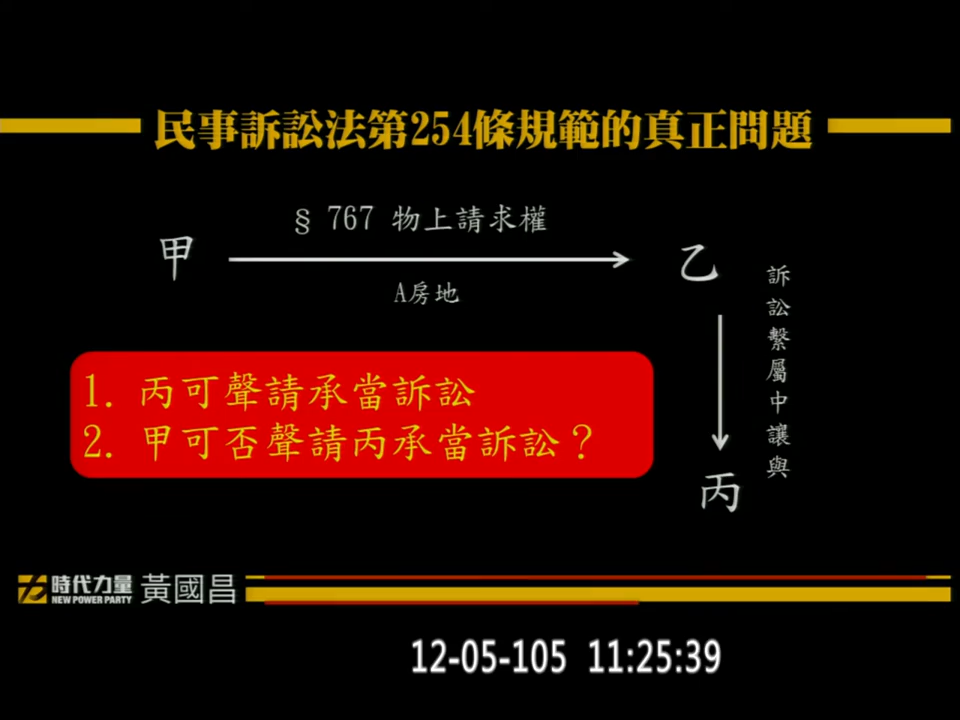 民事訴訟法第254條規範的真正問題
§ 767 物上請求權
甲
乙
A房地
訴訟繫屬中讓與
1. 丙可聲請承當訴訟
2. 甲可否聲請丙承當訴訟？
丙
時代力量
NEW POWER PARTY
黃國昌
12-05-105 11:25:39